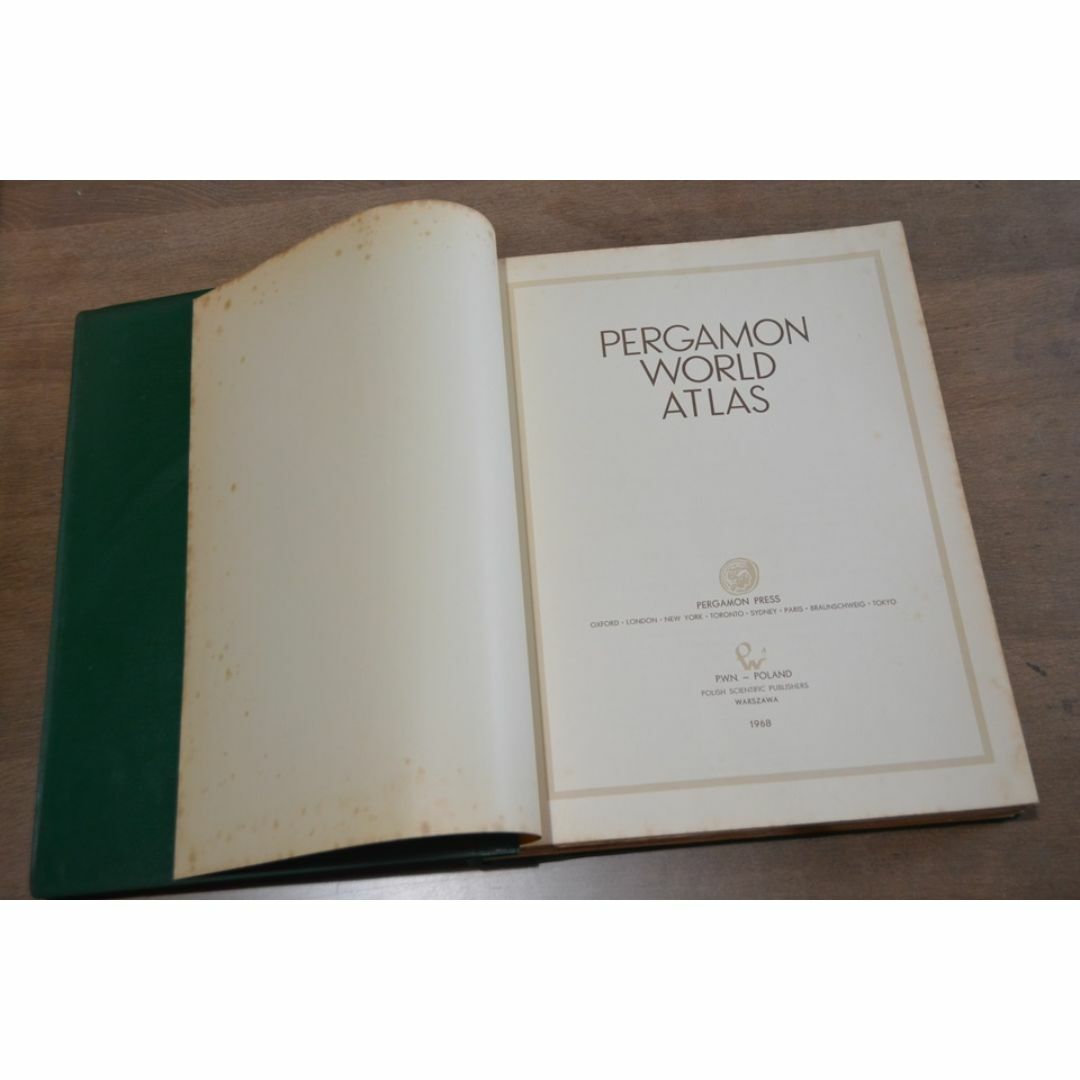 PERGAMON
WORLD
ATLAS
PERGAMON PRESS
OXFORD · LONDON · NEW YORK · TORONTO · SYDNEY · PARIS · BRAUNSCHWEIG · TOKYO
PWN. – POLAND
POLISH SCIENTIFIC PUBLISHERS
WARSZAWA
1968